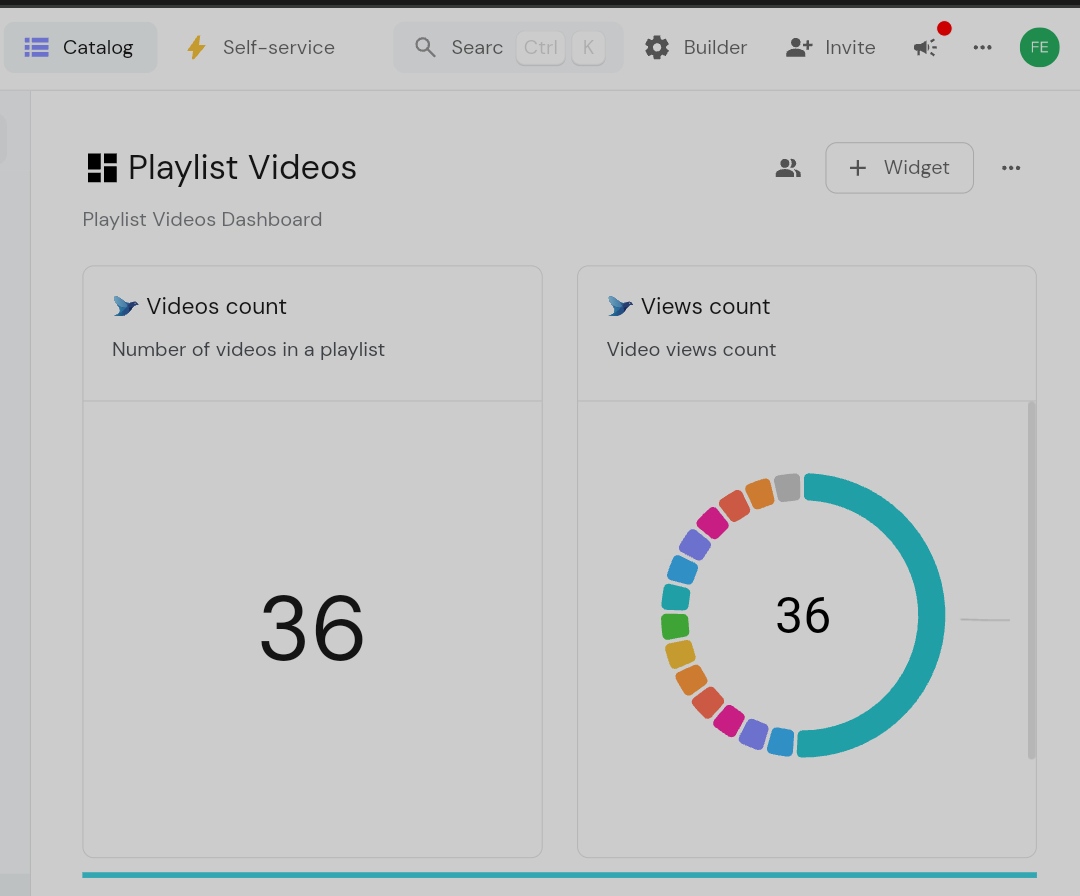 Catalog Self-service Searc Ctrl K Builder Invite FE
Playlist Videos
Widget
Playlist Videos Dashboard
Videos count
Number of videos in a playlist
Views count
Video views count
36
36